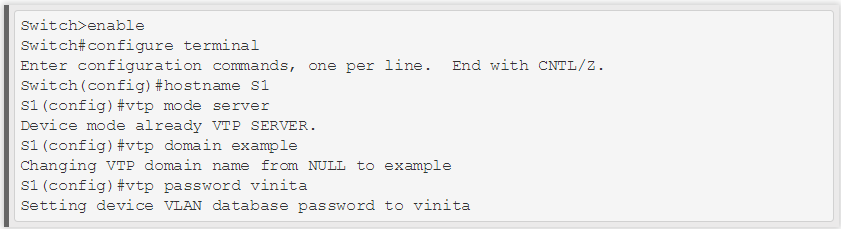 Switch>enable
Switch#configure terminal
Enter configuration commands, one per line.  End with CNTL/Z.
Switch(config)#hostname S1
S1(config)#vtp mode server
Device mode already VTP SERVER.
S1(config)#vtp domain example
Changing VTP domain name from NULL to example
S1(config)#vtp password vinita
Setting device VLAN database password to vinita